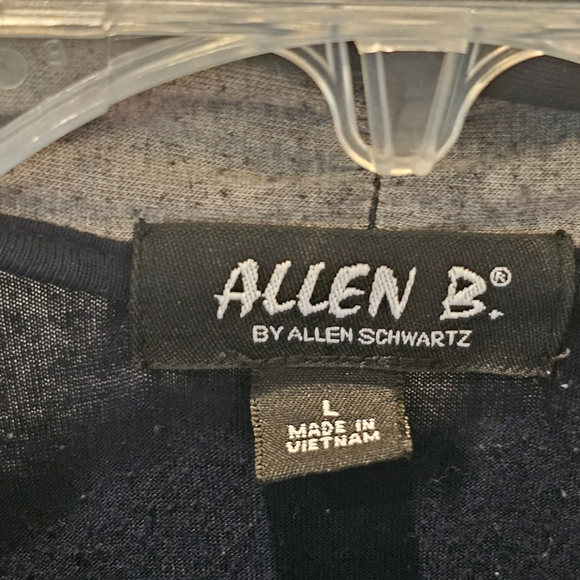 ALLEN B.®
BY ALLEN SCHWARTZ
L
MADE IN
VIETNAM